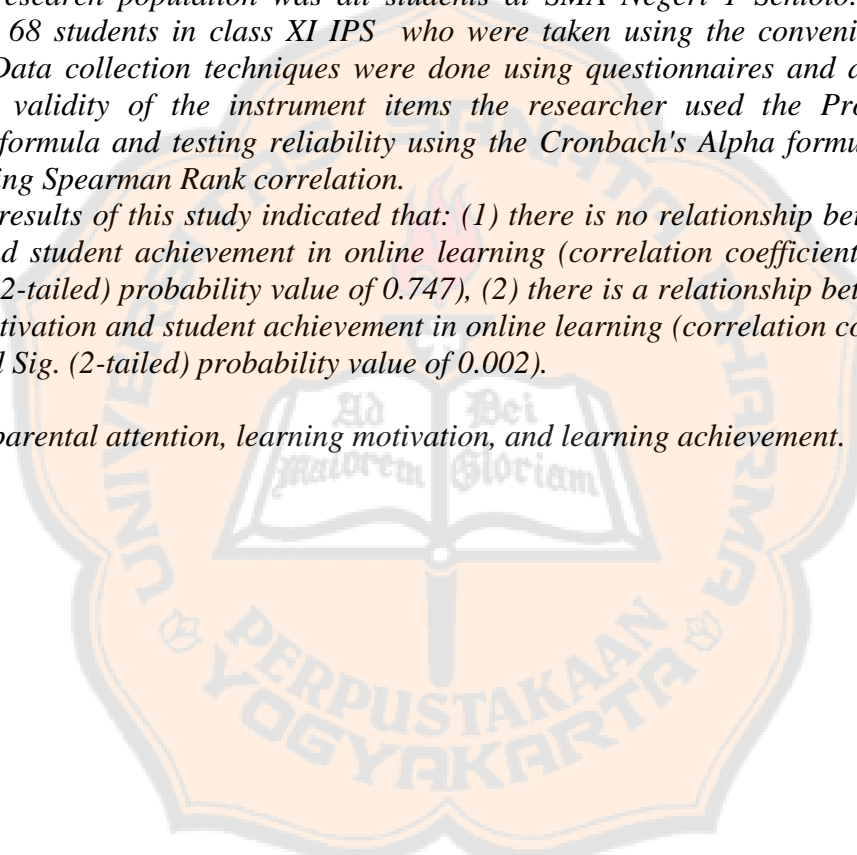 research population was all students at SMA Negeri 1 Sentolo.
68 students in class XI IPS who were taken using the conveni
Data collection techniques were done using questionnaires and d
validity of the instrument items the researcher used the Pro
formula and testing reliability using the Cronbach's Alpha formu
ing Spearman Rank correlation.
results of this study indicated that: (1) there is no relationship be
d student achievement in online learning (correlation coefficient
2-tailed) probability value of 0.747), (2) there is a relationship bet
tivation and student achievement in online learning (correlation co
d Sig. (2-tailed) probability value of 0.002).
parental attention, learning motivation, and learning achievement.
UNIVERSITAS SANATA DHARMA
Ad Dei
Maiorem Gloriam
PERPUSTAKAAN
YOGYAKARTA